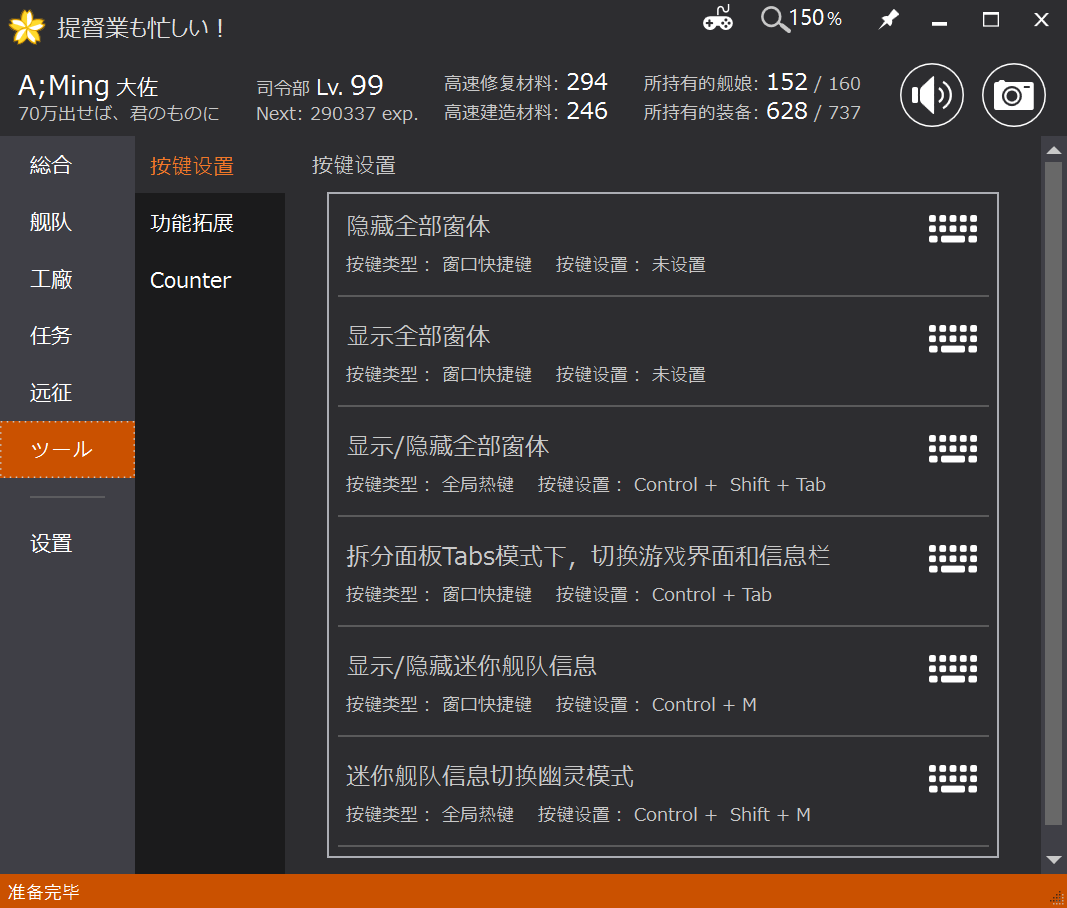 提督業も忙しい！
150%
A;Ming 大佐
70万出せば、君のものに
司令部 Lv. 99
Next: 290337 exp.
高速修复材料: 294
高速建造材料: 246
所持有的舰娘: 152 / 160
所持有的装备: 628 / 737
総合
舰队
工廠
任务
远征
ツール
设置
按键设置
功能拓展
Counter
按键设置
隐藏全部窗体
按键类型： 窗口快捷键 按键设置： 未设置
显示全部窗体
按键类型： 窗口快捷键 按键设置： 未设置
显示/隐藏全部窗体
按键类型： 全局热键 按键设置： Control + Shift + Tab
拆分面板Tabs模式下，切换游戏界面和信息栏
按键类型： 窗口快捷键 按键设置： Control + Tab
显示/隐藏迷你舰队信息
按键类型： 窗口快捷键 按键设置： Control + M
迷你舰队信息切换幽灵模式
按键类型： 全局热键 按键设置： Control + Shift + M
准备完毕